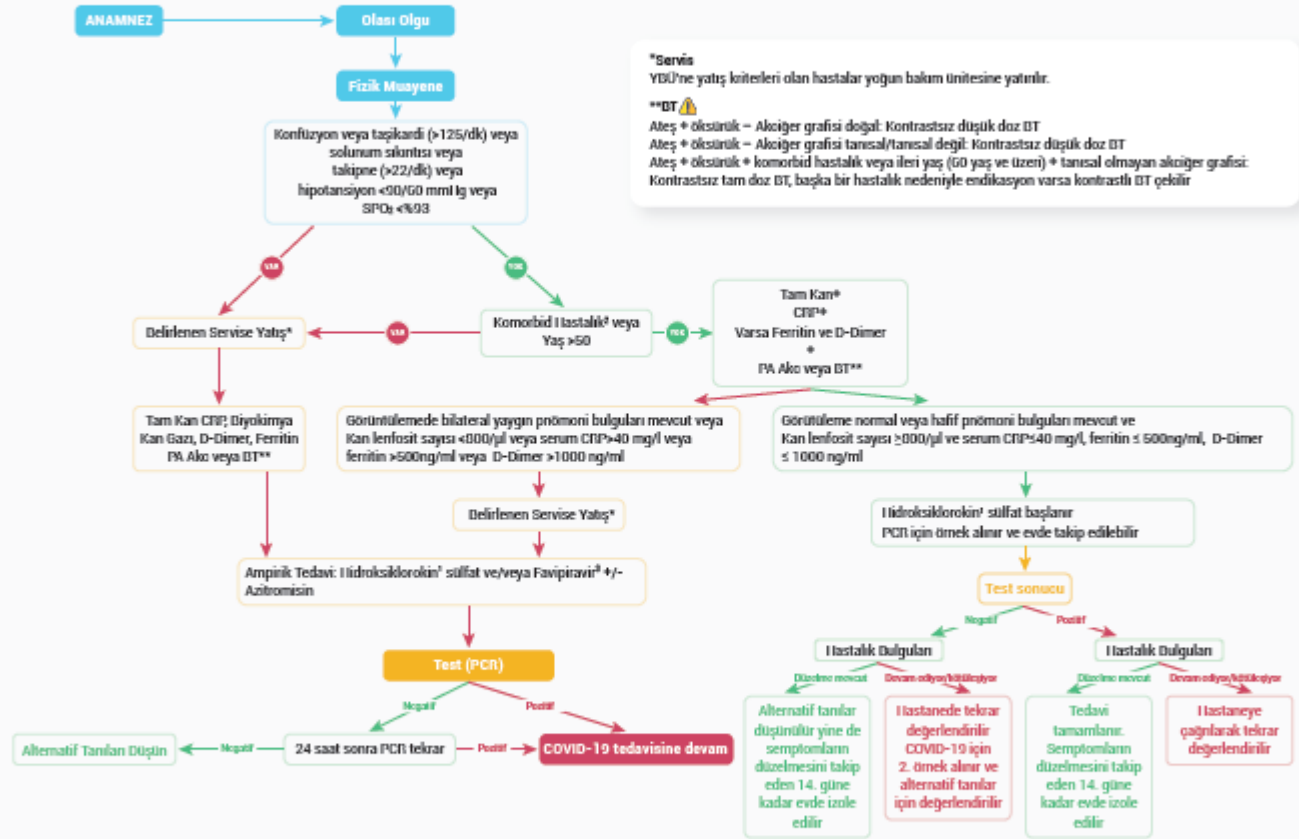 ANAMNEZ
Olası Olgu
Fizik Muayene
Konfüzyon veya taşikardi (>125/dk) veya
solunum sıkıntısı veya
takipne (>22/dk) veya
hipotansiyon <90/60 mmHg veya
SPO₂ <%93
*Servis
YBÜ'ne yatış kriterleri olan hastalar yoğun bakım ünitesine yatırılır.
**BT
Ateş + öksürük – Akciğer grafisi doğal: Kontrastsız düşük doz BT
Ateş + öksürük – Akciğer grafisi tanısal/tanısal değil: Kontrastsız düşük doz BT
Ateş + öksürük + komorbid hastalık veya ileri yaş (60 yaş ve üzeri) + tanısal olmayan akciğer grafisi:
Kontrastsız tam doz BT, başka bir hastalık nedeniyle endikasyon varsa kontrastlı BT çekilir
VAR
YOK
Belirlenen Servise Yatış*
VAR
Komorbid Hastalık² veya
Yaş >50
YOK
Tam Kan+
CRP+
Varsa Ferritin ve D-Dimer
+
PA Akc veya BT**
Tam Kan CRP, Biyokimya
Kan Gazı, D-Dimer, Ferritin
PA Akc veya BT**
Görüntülemede bilateral yaygın pnömoni bulguları mevcut veya
Kan lenfosit sayısı <800/µl veya serum CRP>40 mg/l veya
ferritin >500ng/ml veya D-Dimer >1000 ng/ml
Görütüleme normal veya hafif pnömoni bulguları mevcut ve
Kan lenfosit sayısı ≥800/µl ve serum CRP≤40 mg/l, ferritin ≤ 500ng/ml, D-Dimer
≤ 1000 ng/ml
Belirlenen Servise Yatış*
Hidroksiklorokin¹ sülfat başlanır
PCR için örnek alınır ve evde takip edilebilir
Ampirik Tedavi: Hidroksiklorokin¹ sülfat ve/veya Favipiravir³ +/-
Azitromisin
Test sonucu
Negatif
Pozitif
Test (PCR)
Hastalık Bulguları
Hastalık Bulguları
Düzelme mevcut
Devam ediyor/kötüleşiyor
Düzelme mevcut
Devam ediyor/kötüleşiyor
Negatif
Pozitif
Alternatif Tanıları Düşün
Negatif
24 saat sonra PCR tekrar
Pozitif
COVID-19 tedavisine devam
Alternatif tanılar
düşünülür yine de
semptomların
düzelmesini takip
eden 14. güne
kadar evde izole
edilir
Hastanede tekrar
değerlendirilir
COVID-19 için
2. örnek alınır ve
alternatif tanılar
için değerlendirilir
Tedavi
tamamlanır.
Semptomların
düzelmesini takip
eden 14. güne
kadar evde izole
edilir
Hastaneye
çağrılarak tekrar
değerlendirilir